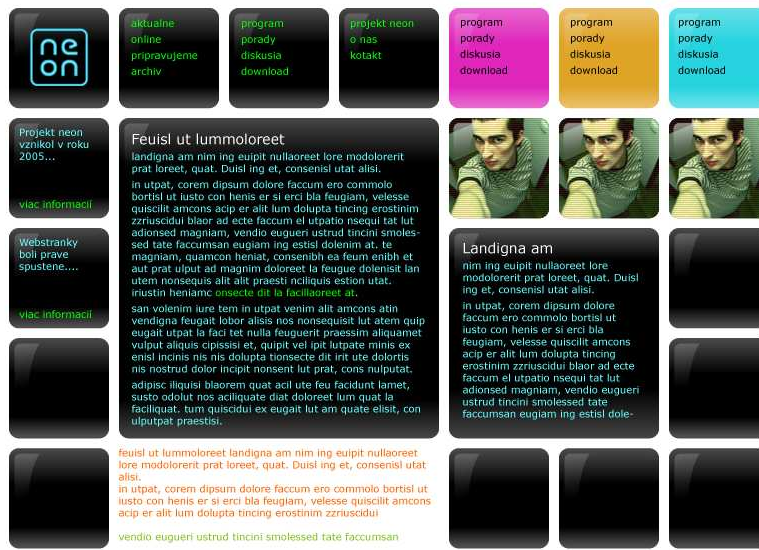 neon
aktualne
online
pripravujeme
archiv
program
porady
diskusia
download
projekt neon
o nas
kotakt
program
porady
diskusia
download
program
porady
diskusia
download
program
porady
diskusia
download
Projekt neon
vznikol v roku
2005...
viac informacií
Webstranky
boli prave
spustene....
viac informacií
Feuisl ut lummoloreet
landigna am nim ing euipit nullaoreet lore modolorerit
prat loreet, quat. Duisl ing et, consenisl utat alisi.
in utpat, corem dipsum dolore faccum ero commolo
bortisl ut iusto con henis er si erci bla feugiam, velesse
quiscilit amcons acip er alit lum dolupta tincing erostinim
zzriuscidui blaor ad ecte faccum el utpatio nsequi tat lut
adionsed magniam, vendio eugueri ustrud tincini smoles-
sed tate faccumsan eugiam ing estisl dolenim at. te
magniam, quamcon heniat, consenibh ea feum enibh et
aut prat ulput ad magnim doloreet la feugue dolenisit lan
utem nonsequis alit alit praesti nciliquis estion utat.
iriustin heniamc onsecte dit la facillaoreet at.
san volenim iure tem in utpat venim alit amcons atin
vendigna feugait lobor alisis nos nonsequisit lut atem quip
eugait utpat la faci tet nulla feuguerit praessim aliquamet
vulput aliquis cipissisi et, quipit vel ipit lutpate minis ex
enisl incinis nis nis dolupta tionsecte dit irit ute dolortis
nis nostrud dolor incipit nonsent lut prat, cons nulputat.
adipisc iliquisi blaorem quat acil ute feu facidunt lamet,
susto odolut nos aciliquate diat doloreet lum quat la
faciliquat. tum quiscidui ex eugait lut am quate elisit, con
ulputpat praestisi.
Landigna am
nim ing euipit nullaoreet lore
modolorerit prat loreet, quat. Duisl
ing et, consenisl utat alisi.
in utpat, corem dipsum dolore
faccum ero commolo bortisl ut
iusto con henis er si erci bla
feugiam, velesse quiscilit amcons
acip er alit lum dolupta tincing
erostinim zzriuscidui blaor ad ecte
faccum el utpatio nsequi tat lut
adionsed magniam, vendio eugueri
ustrud tincini smolessed tate
faccumsan eugiam ing estisl dole-
feuisl ut lummoloreet landigna am nim ing euipit nullaoreet
lore modolorerit prat loreet, quat. Duisl ing et, consenisl utat
alisi.
in utpat, corem dipsum dolore faccum ero commolo bortisl ut
iusto con henis er si erci bla feugiam, velesse quiscilit amcons
acip er alit lum dolupta tincing erostinim zzriuscidui
vendio eugueri ustrud tincini smolessed tate faccumsan